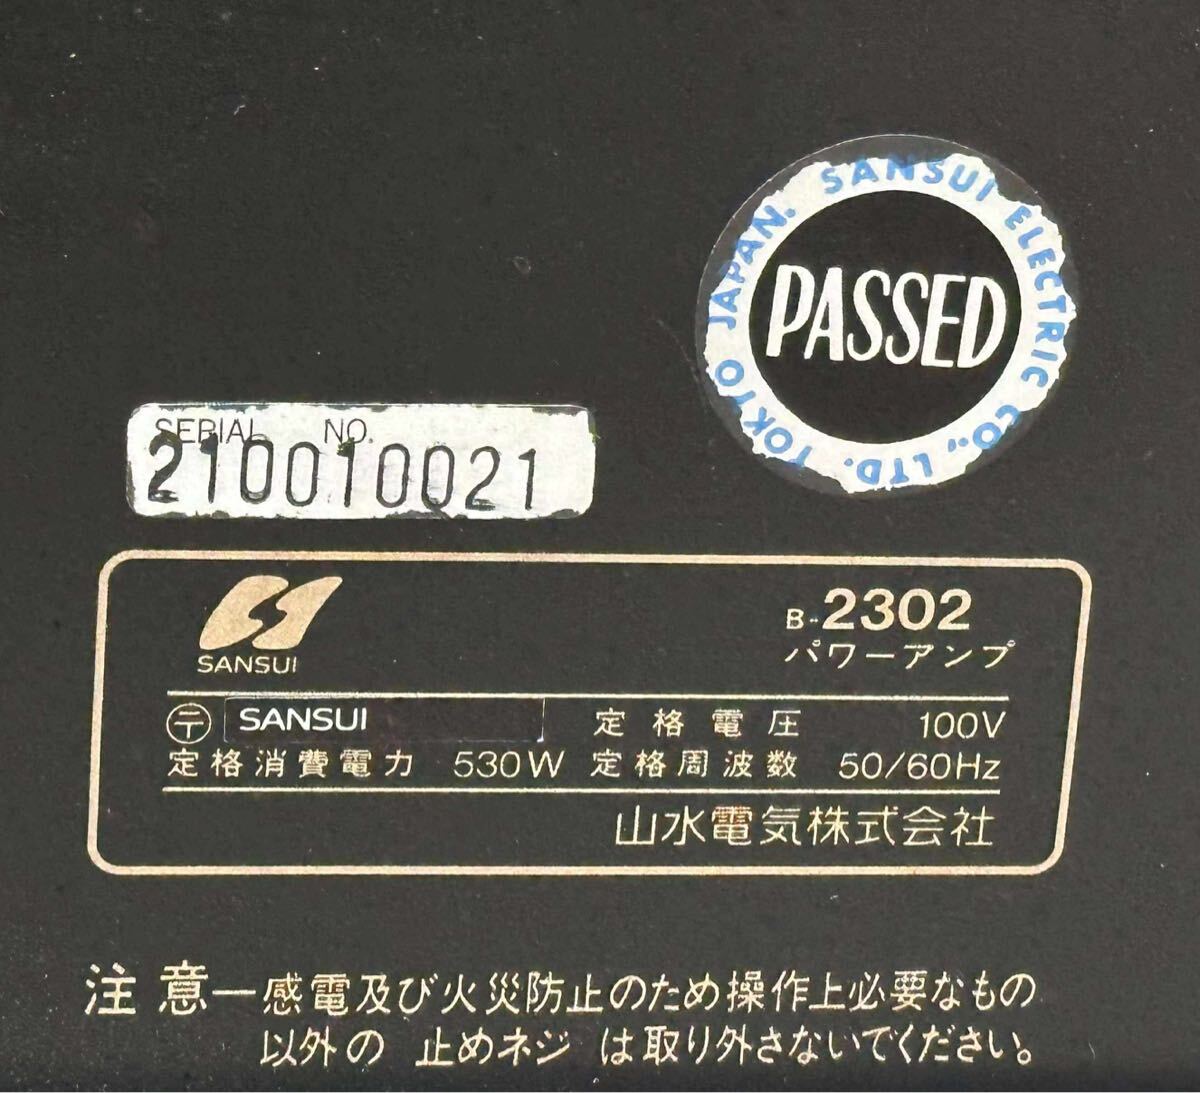 SANSUI ELECTRIC CO., LTD. TOKYO JAPAN.
PASSED
SERIAL NO.
210010021
SANSUI
B-2302
パワーアンプ
〒 SANSUI 定格電圧 100V
定格消費電力 530W 定格周波数 50/60Hz
山水電気株式会社
注意—感電及び火災防止のため操作上必要なもの
以外の 止めネジ は取り外さないでください。